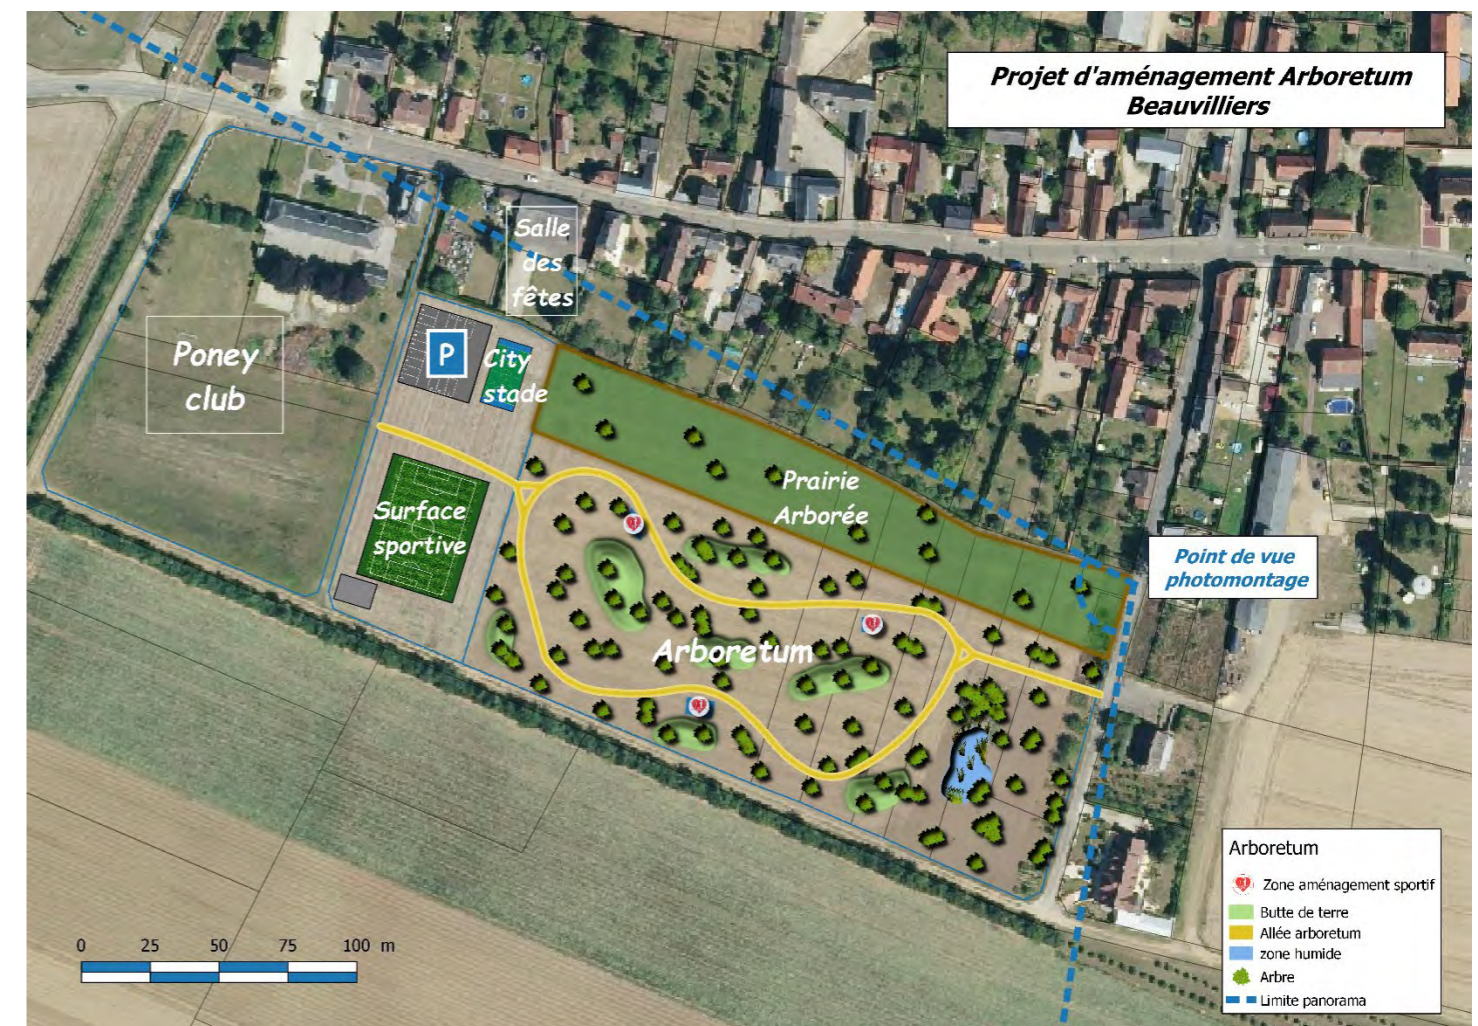 Projet d'aménagement Arboretum
Beauvilliers
Salle
des
fêtes
Poney
club
P
City
stade
Prairie
Arborée
Surface
sportive
Point de vue
photomontage
Arboretum
Arboretum
Zone aménagement sportif
Butte de terre
Allée arboretum
zone humide
Arbre
Limite panorama
0 25 50 75 100 m